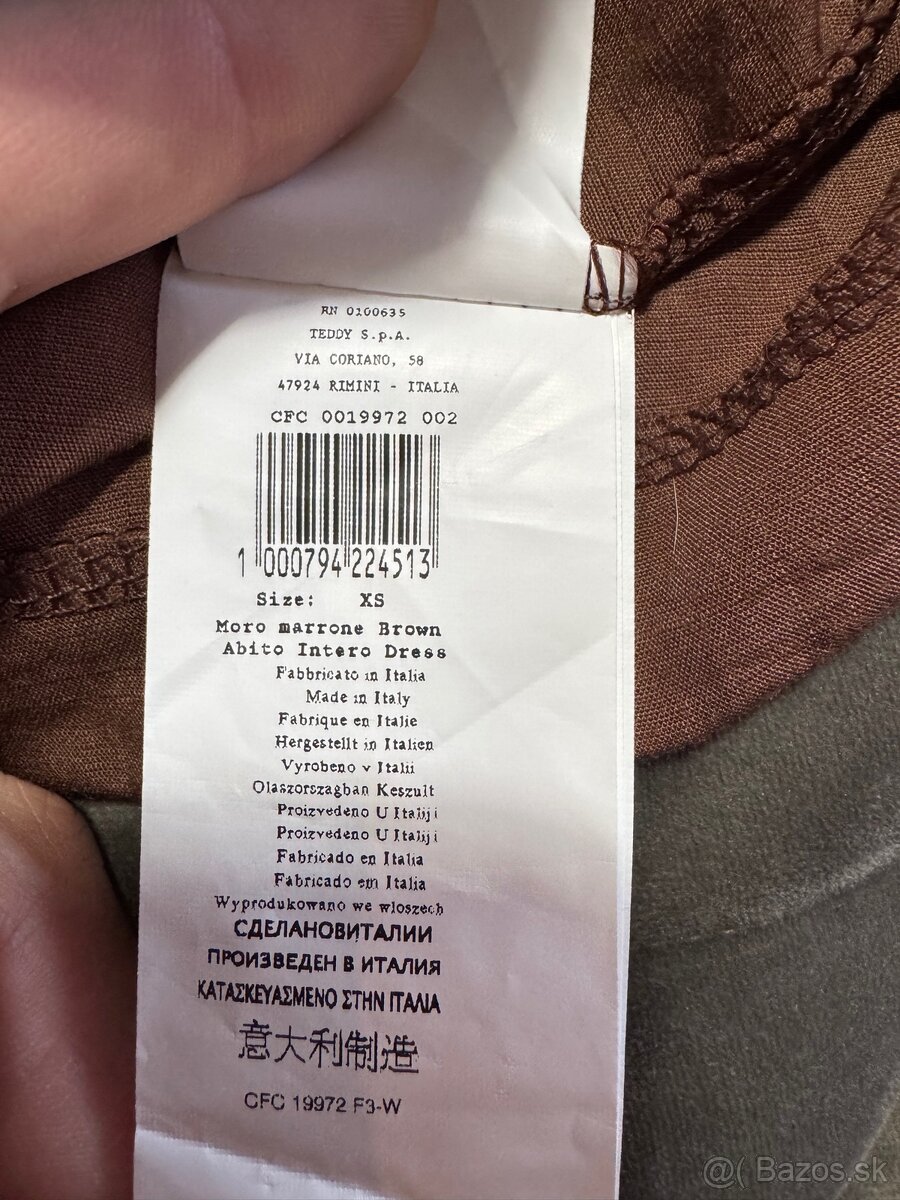 RN 0100635
TEDDY S.p.A.
VIA CORIANO, 58
47924 RIMINI - ITALIA
CFC 0019972 002
1 000794 224513
Size: XS
Moro marrone Brown
Abito Intero Dress
Fabbricato in Italia
Made in Italy
Fabrique en Italie
Hergestellt in Italien
Vyrobeno v Italii
Olaszorszagban Keszult
Proizvedeno U Italiji
Proizvedeno U Italiji
Fabricado en Italia
Fabricado em Italia
Wyprodukowano we wloszech
СДЕЛАНОВИТАЛИИ
ПРОИЗВЕДЕН В ИТАЛИЯ
ΚΑΤΑΣΚΕΥΑΣΜΕΝΟ ΣΤΗΝ ΙΤΑΛΙΑ
意大利制造
CFC 19972 F3-W
@( Bazos.sk